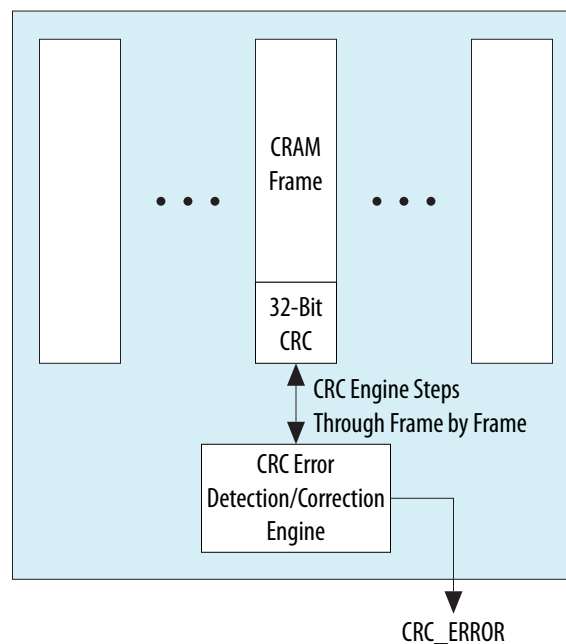 CRAM
Frame
32-Bit
CRC
CRC Engine Steps
Through Frame by Frame
CRC Error
Detection/Correction
Engine
CRC_ERROR